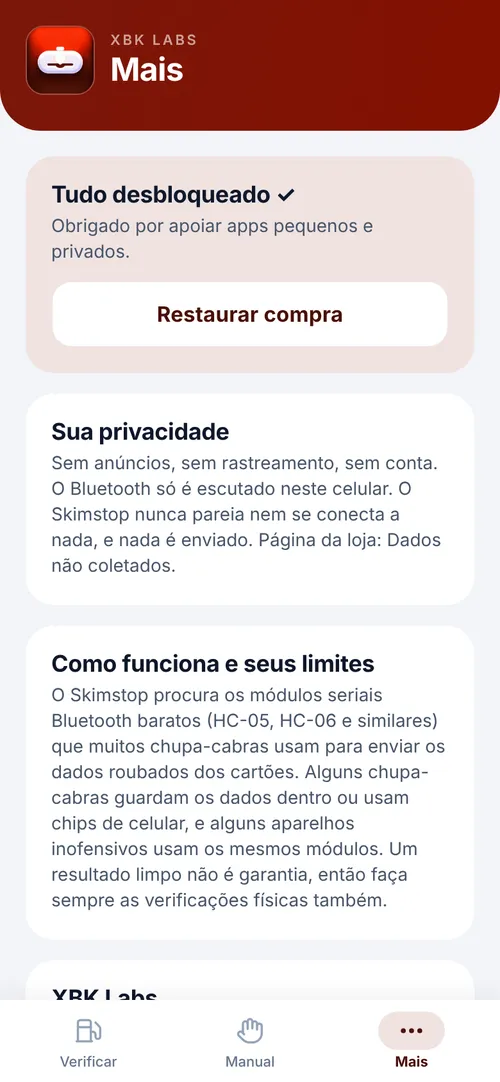 XBK LABS
Mais
Tudo desbloqueado ✓
Obrigado por apoiar apps pequenos e
privados.
Restaurar compra
Sua privacidade
Sem anúncios, sem rastreamento, sem conta.
O Bluetooth só é escutado neste celular. O
Skimstop nunca pareia nem se conecta a
nada, e nada é enviado. Página da loja: Dados
não coletados.
Como funciona e seus limites
O Skimstop procura os módulos seriais
Bluetooth baratos (HC-05, HC-06 e similares)
que muitos chupa-cabras usam para enviar os
dados roubados dos cartões. Alguns chupa-
cabras guardam os dados dentro ou usam
chips de celular, e alguns aparelhos
inofensivos usam os mesmos módulos. Um
resultado limpo não é garantia, então faça
sempre as verificações físicas também.
XBK Labs
Verificar
Manual
Mais